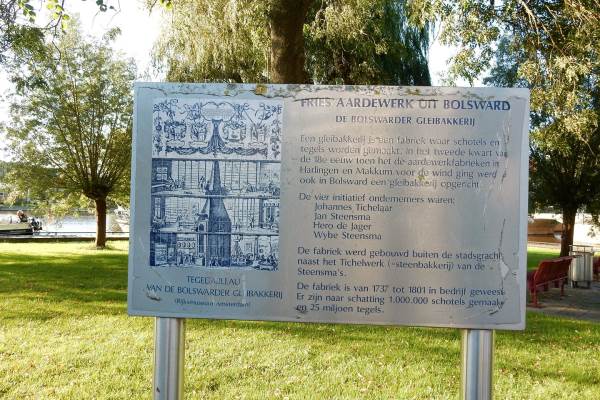 FRIES AARDEWERK UIT BOLSWARD
DE BOLSWARDER GLEIBAKKERIJ
Een gleibakkerij is een fabriek waar schotels en
tegels worden gemaakt. In het tweede kwart van
de 18e eeuw toen het de aardewerkfabrieken in
Harlingen en Makkum voor de wind ging werd er
ook in Bolsward een gleibakkerij opgericht.
De vier initiatief ondernemers waren:
Johannes Tichelaar
Jan Steensma
Hero de Jager
Wybe Steensma
De fabriek werd gebouwd buiten de stadsgracht
naast het Tichelwerk (-steenbakkerij) van de
Steensma's.
De fabriek is van 1737 tot 1801 in bedrijf geweest.
Er zijn naar schatting 1.000.000 schotels gemaakt
en 25 miljoen tegels.
TEGELTABLEAU
VAN DE BOLSWARDER GLEIBAKKERIJ
(Rijksmuseum Amsterdam)